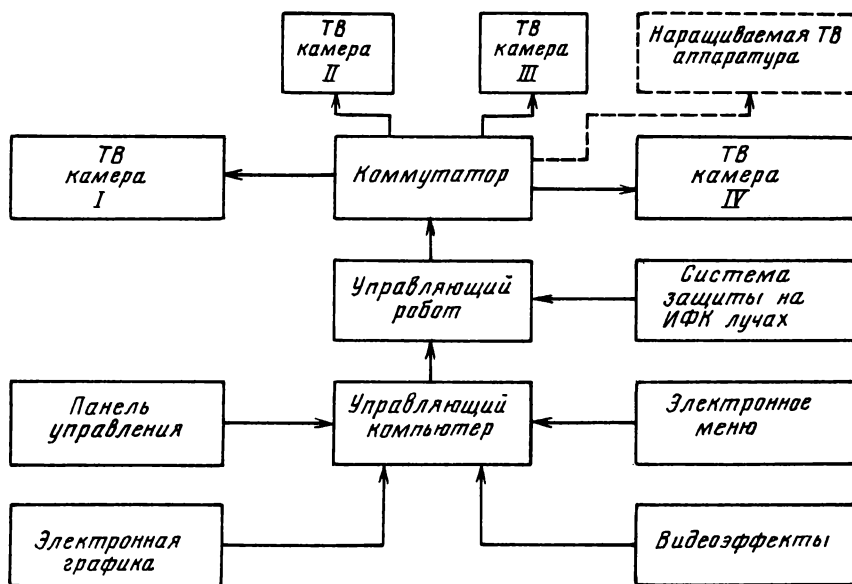 ТВ
камера
II
ТВ
камера
III
Наращиваемая ТВ
аппаратура
ТВ
камера
I
Коммутатор
ТВ
камера
IV
Управляющий
робот
Система
защиты на
ИФК лучах
Панель
управления
Управляющий
компьютер
Электронное
меню
Электронная
графика
Видеоэффекты